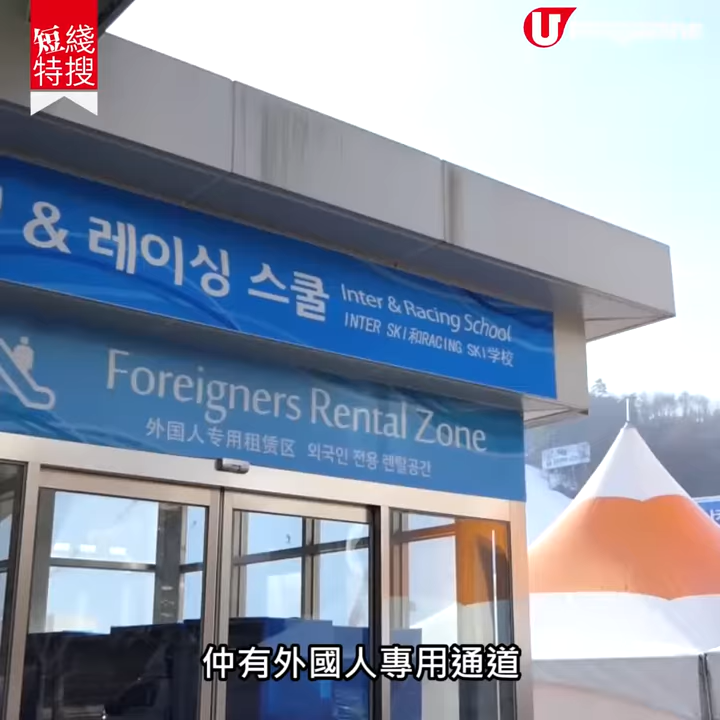 短綫
特搜
U
& 레이싱 스쿨
Inter & Racing School
INTER SKI和RACING SKI学校
Foreigners Rental Zone
外国人专用租赁区 외국인 전용 렌탈공간
仲有外國人專用通道